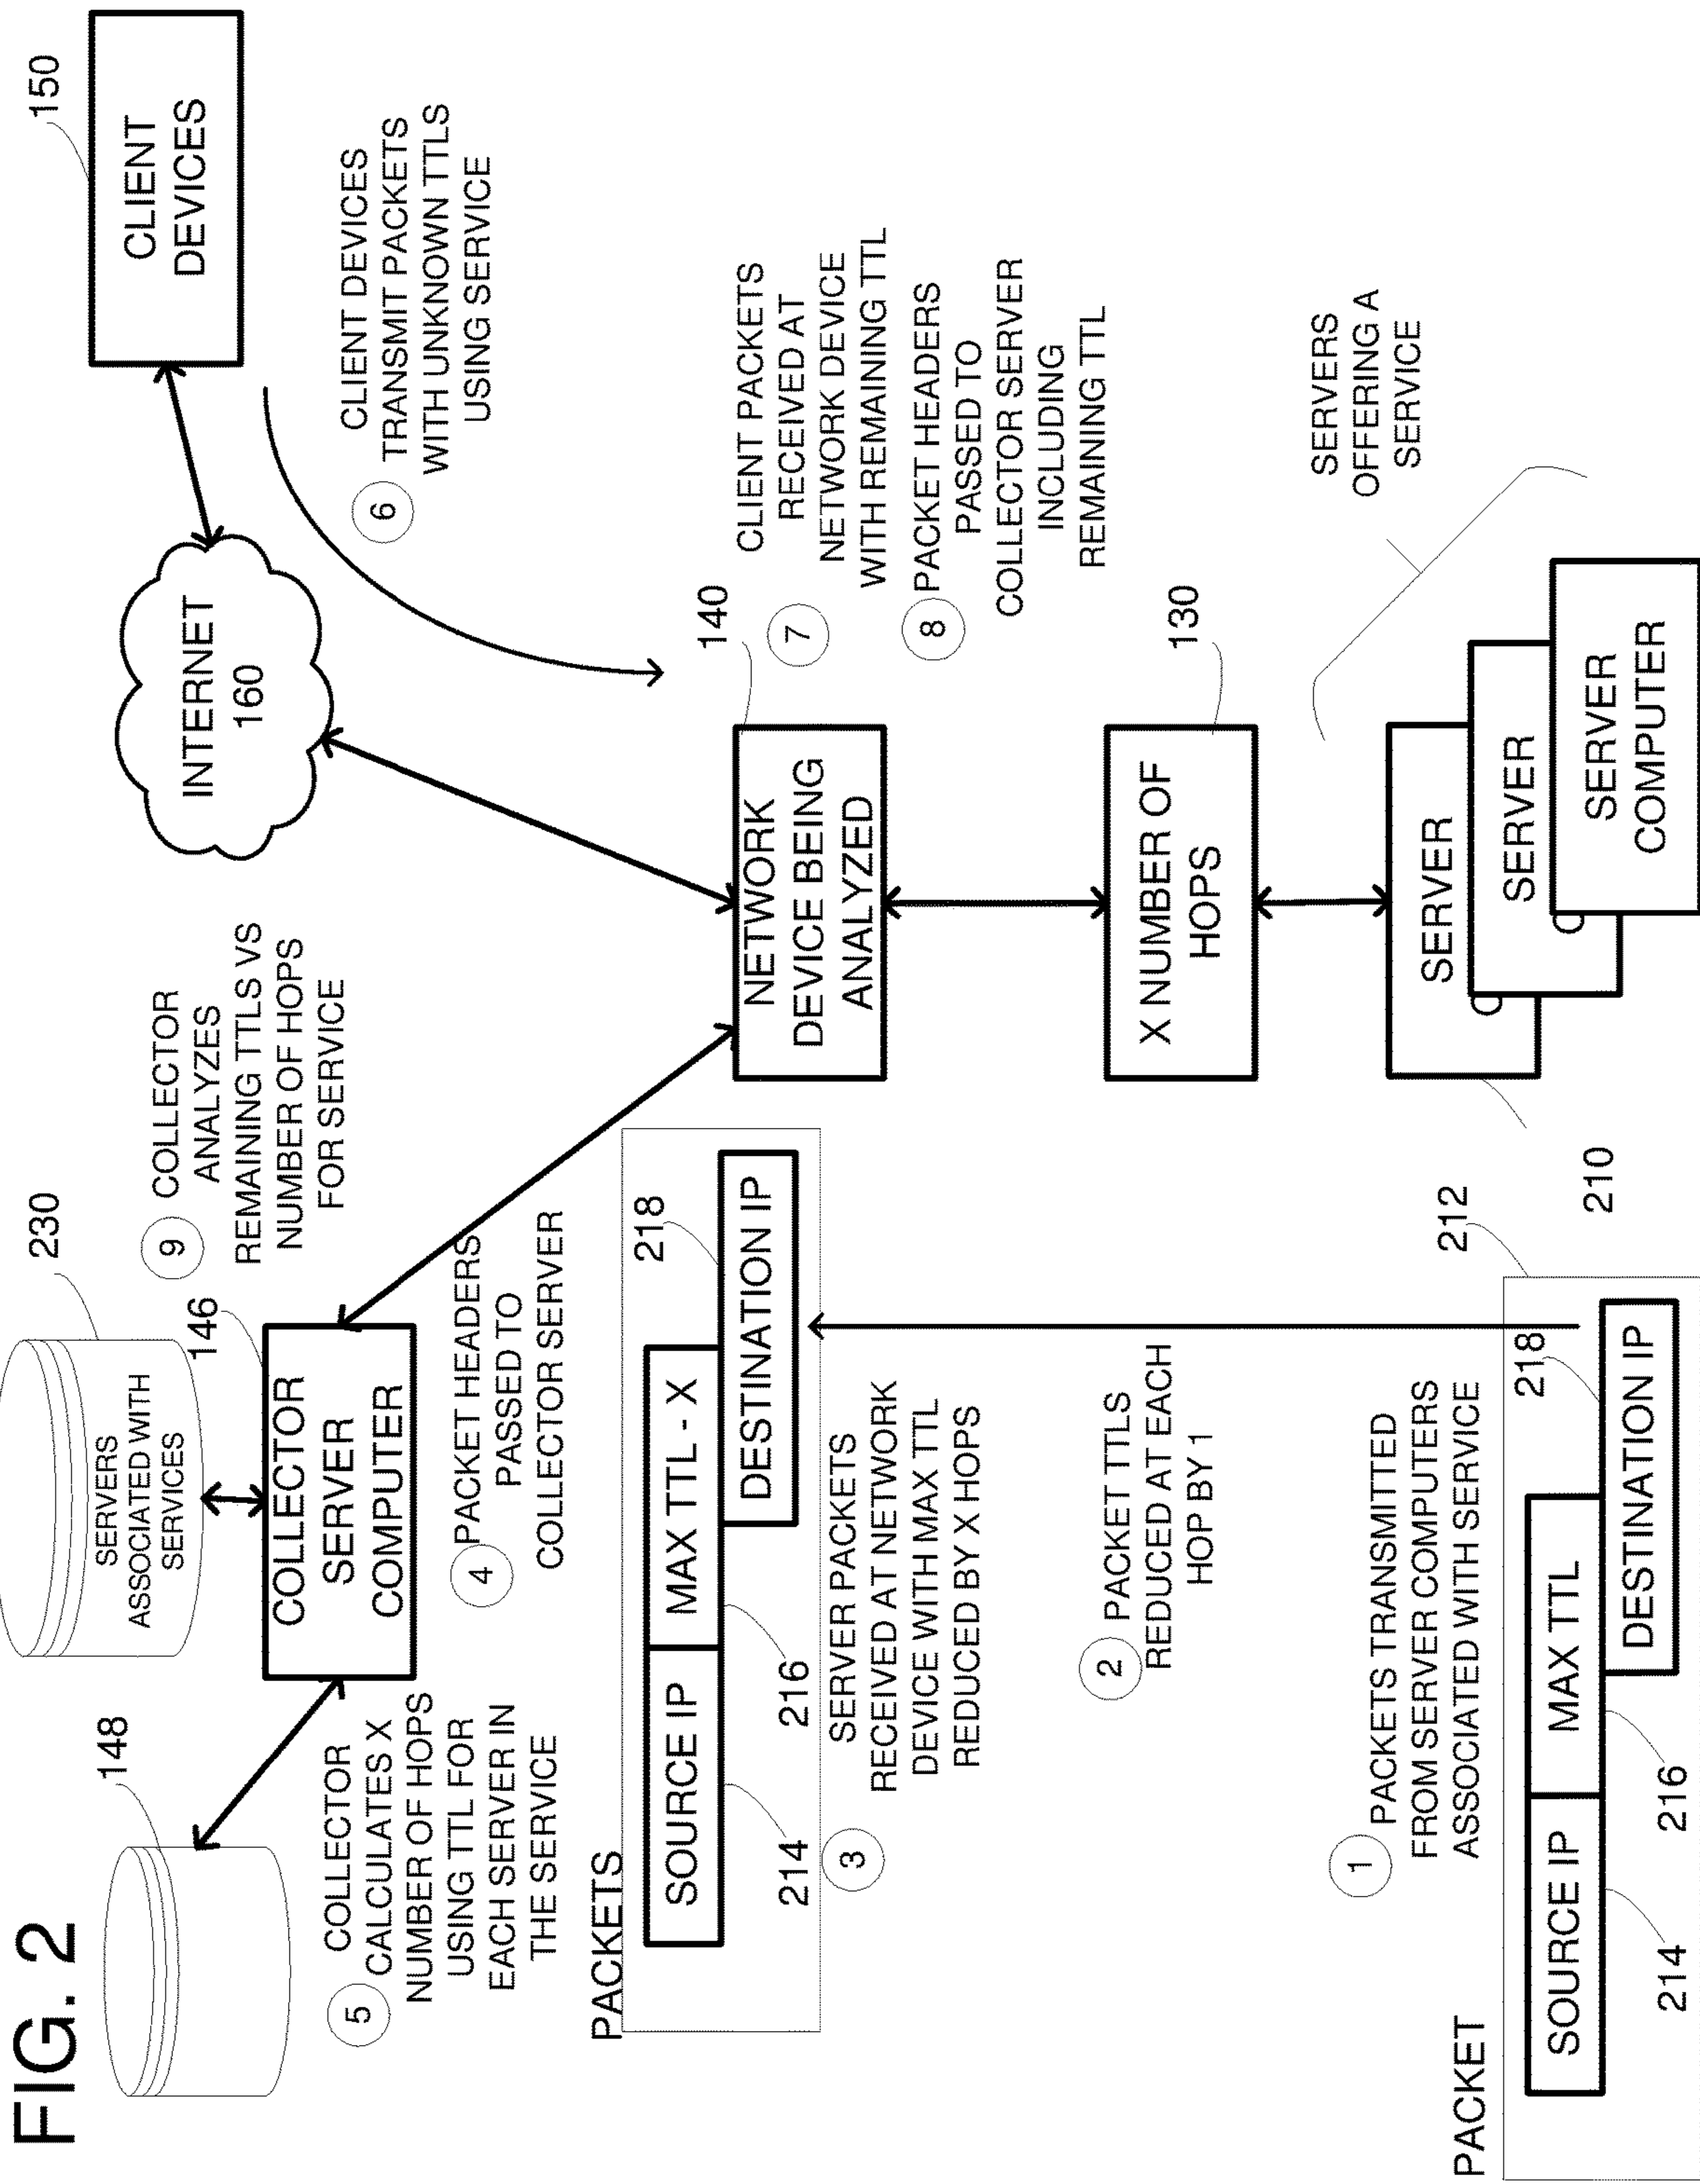 FIG. 2
148
230
SERVERS
ASSOCIATED WITH
SERVICES
146
COLLECTOR
SERVER
COMPUTER
9
COLLECTOR
ANALYZES
REMAINING TTLS VS
NUMBER OF HOPS
FOR SERVICE
INTERNET
160
150
CLIENT
DEVICES
5
COLLECTOR
CALCULATES X
NUMBER OF HOPS
USING TTL FOR
EACH SERVER IN
THE SERVICE
4
PACKET HEADERS
PASSED TO
COLLECTOR SERVER
6
CLIENT DEVICES
TRANSMIT PACKETS
WITH UNKNOWN TTLS
USING SERVICE
PACKETS
SOURCE IP
MAX TTL - X
DESTINATION IP
214
216
218
3
SERVER PACKETS
RECEIVED AT NETWORK
DEVICE WITH MAX TTL
REDUCED BY X HOPS
140
NETWORK
DEVICE BEING
ANALYZED
7
CLIENT PACKETS
RECEIVED AT
NETWORK DEVICE
WITH REMAINING TTL
8
PACKET HEADERS
PASSED TO
COLLECTOR SERVER
INCLUDING
REMAINING TTL
2
PACKET TTLS
REDUCED AT EACH
HOP BY 1
130
X NUMBER OF
HOPS
1
PACKETS TRANSMITTED
FROM SERVER COMPUTERS
ASSOCIATED WITH SERVICE
SERVERS
OFFERING A
SERVICE
PACKET
212
SOURCE IP
MAX TTL
DESTINATION IP
214
216
218
210
SERVER
SERVER
SERVER
COMPUTER